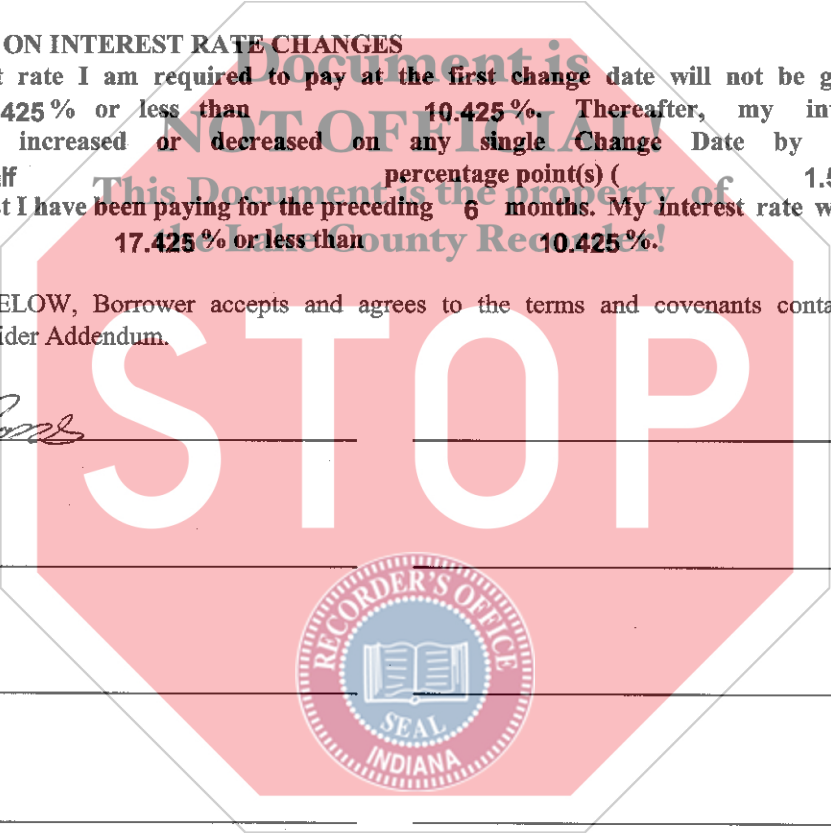 ON INTEREST RATE CHANGES
Document is
t rate I am required to pay at the first change date will not be g
425 % or less than 10.425 %. Thereafter, my in
NOT OFFICIAL!
increased or decreased on any single Change Date by
lf percentage point(s) ( 1.5
This Document is the property of
st I have been paying for the preceding 6 months. My interest rate w
17.425 % or less than 10.425 %.
the Lake County Recorder!
ELOW, Borrower accepts and agrees to the terms and covenants conta
ider Addendum.
STOP
RECORDER'S OFFICE
SEAL
INDIANA